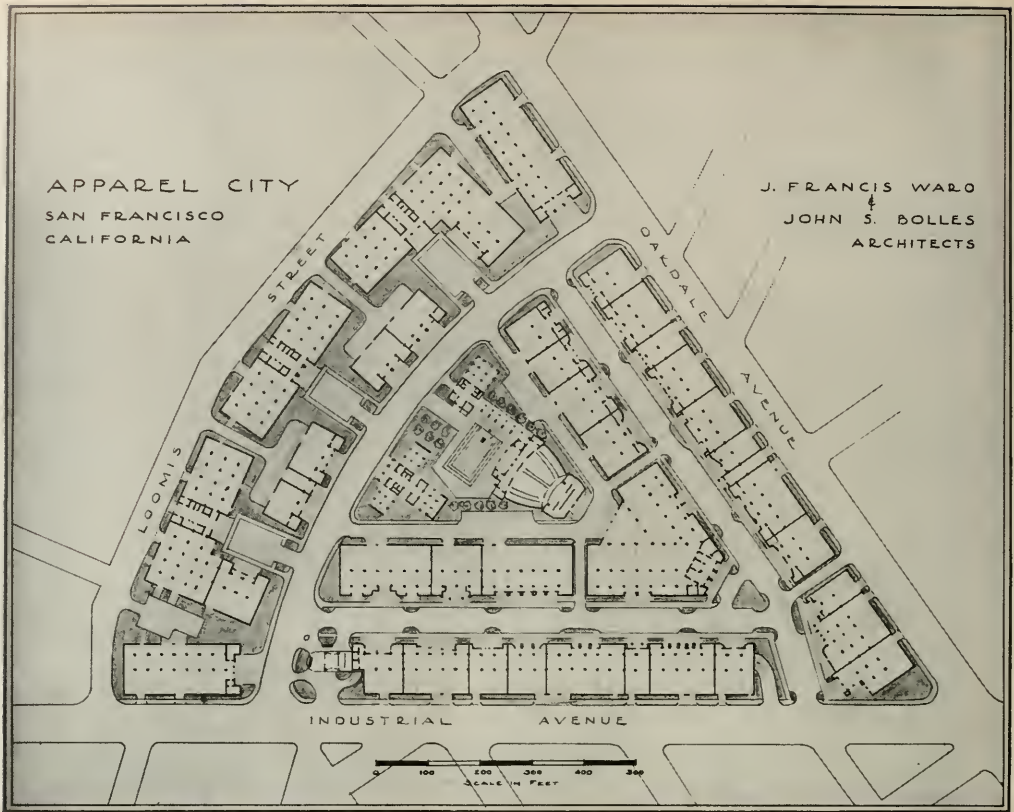 APPAREL CITY
SAN FRANCISCO
CALIFORNIA
J. FRANCIS WARD
&
JOHN S. BOLLES
ARCHITECTS
LOOMIS STREET
OAKDALE AVENUE
INDUSTRIAL AVENUE
0 100 200 300 400 500
SCALE IN FEET